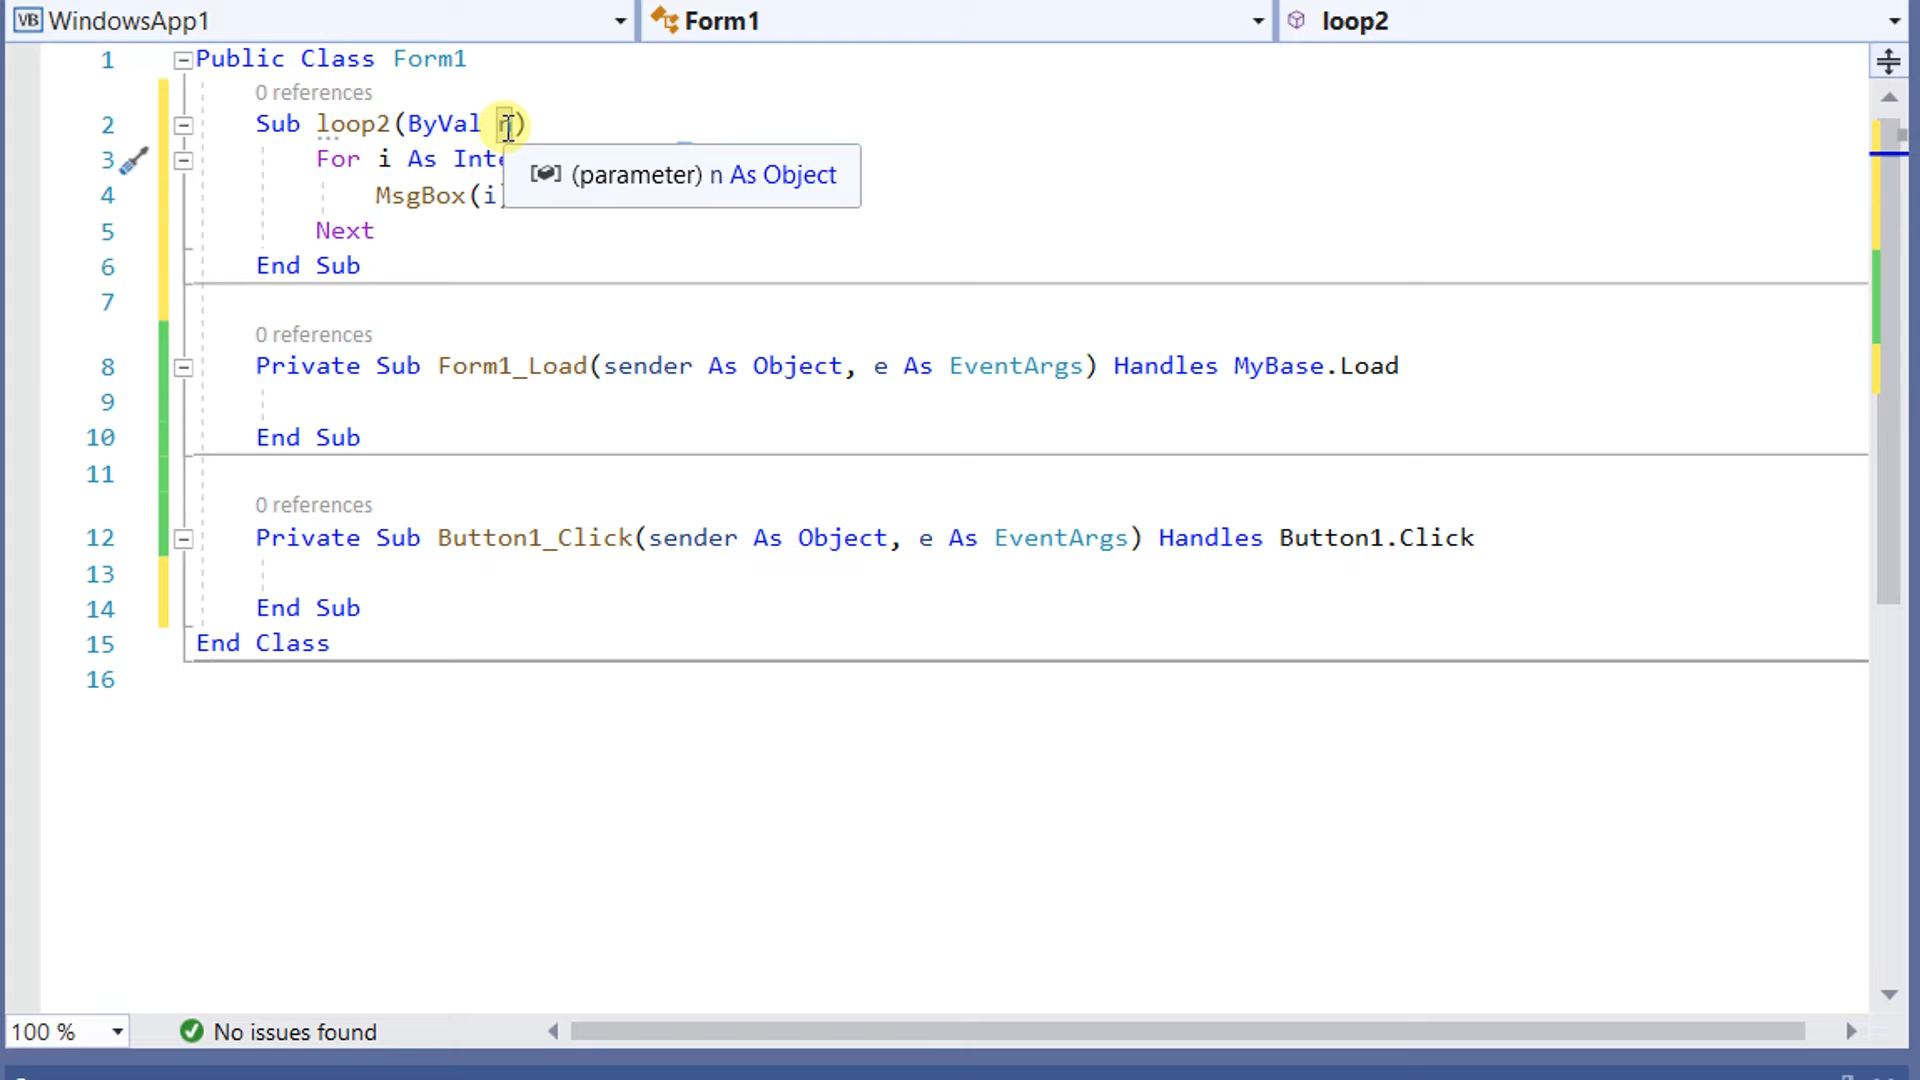 VB WindowsApp1 Form1 loop2
1 Public Class Form1
0 references
2 Sub loop2(ByVal n)
3 For i As Inte
(parameter) n As Object
4 MsgBox(i)
5 Next
6 End Sub
7
0 references
8 Private Sub Form1_Load(sender As Object, e As EventArgs) Handles MyBase.Load
9
10 End Sub
11
0 references
12 Private Sub Button1_Click(sender As Object, e As EventArgs) Handles Button1.Click
13
14 End Sub
15 End Class
16
100 % No issues found